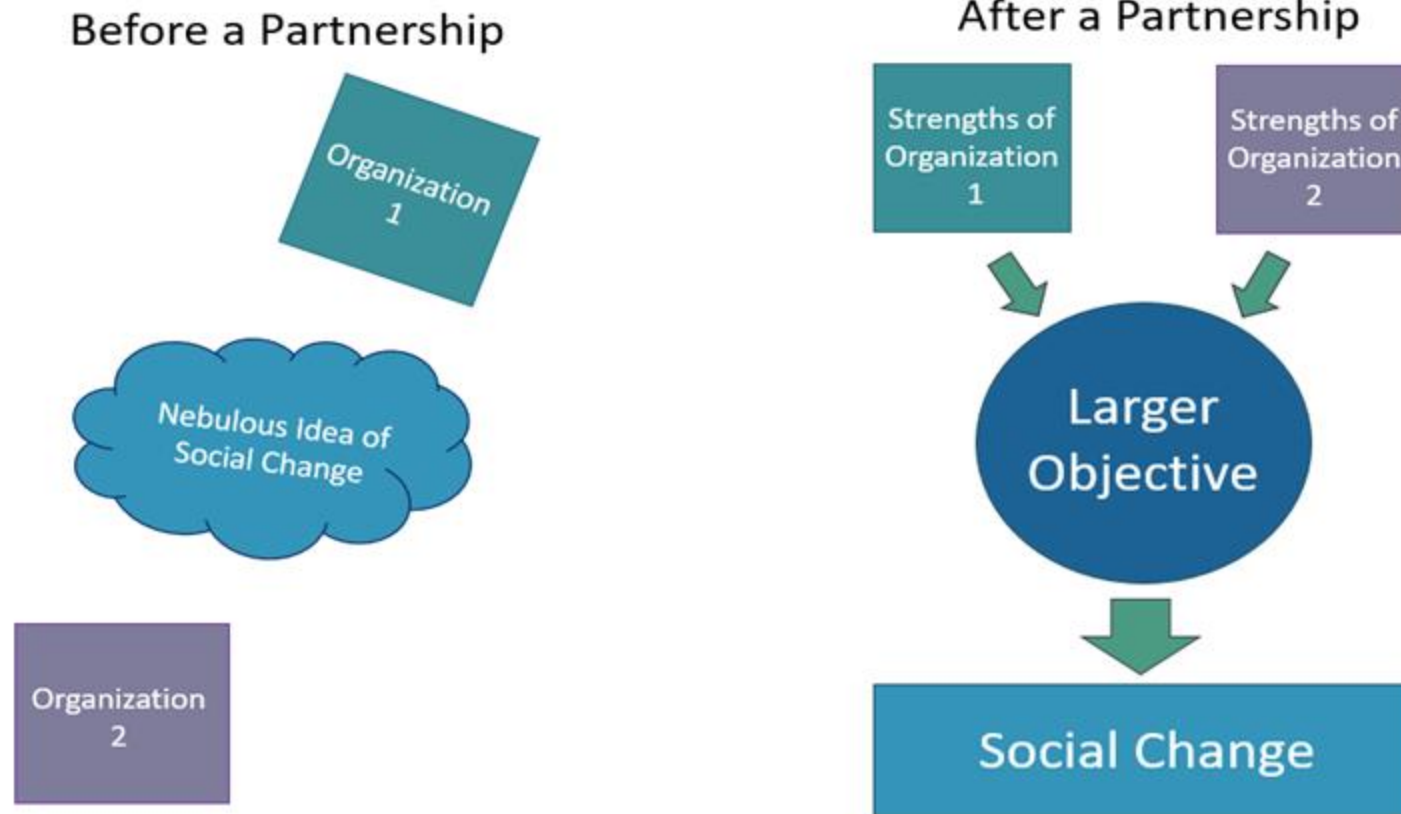 Before a Partnership
Organization
1
Nebulous Idea of
Social Change
Organization
2
After a Partnership
Strengths of
Organization
1
Strengths of
Organization
2
Larger
Objective
Social Change